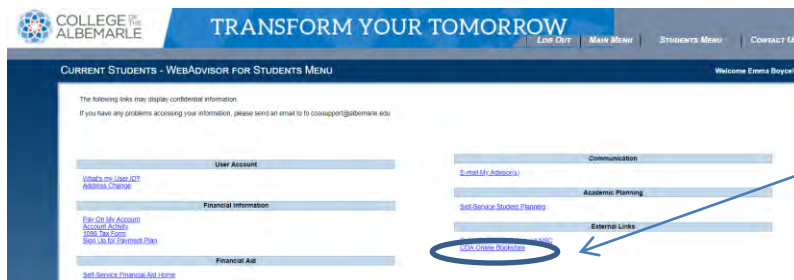 COLLEGE OF THE
ALBEMARLE
TRANSFORM YOUR TOMORROW
LOG OUT MAIN MENU STUDENTS MENU CONTACT U
CURRENT STUDENTS - WEBADVISOR FOR STUDENTS MENU
Welcome Emma Boyce!
The following links may display confidential information.
If you have any problems accessing your information, please send an email to to coasupport@albemarle.edu
User Account
What's my User ID?
Address Change
Financial Information
Pay On My Account
Account Activity
1098 Tax Form
Sign Up for Payment Plan
Financial Aid
Self-Service Financial Aid Home
Communication
E-mail My Advisor(s)
Academic Planning
Self-Service Student Planning
External Links
COA Online Bookstore